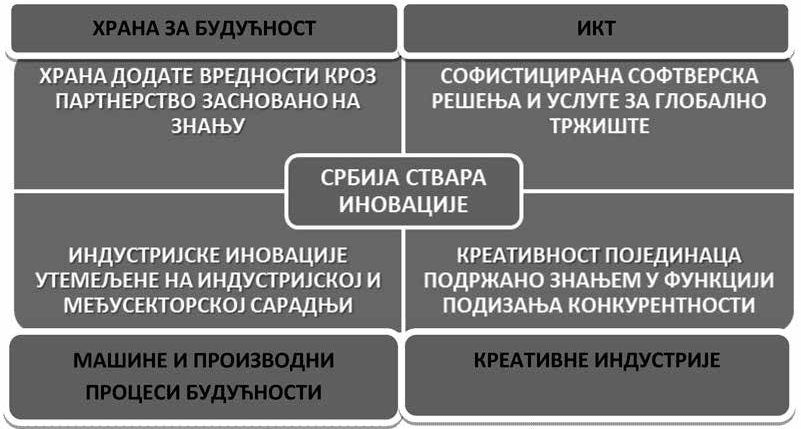 ХРАНА ЗА БУДУЋНОСТ
ИКТ
ХРАНА ДОДАТЕ ВРЕДНОСТИ КРОЗ
ПАРТНЕРСТВО ЗАСНОВАНО НА
ЗНАЊУ
СОФИСТИЦИРАНА СОФТВЕРСКА
РЕШЕЊА И УСЛУГЕ ЗА ГЛОБАЛНО
ТРЖИШТЕ
СРБИЈА СТВАРА
ИНОВАЦИЈЕ
ИНДУСТРИЈСКЕ ИНОВАЦИЈЕ
УТЕМЕЉЕНЕ НА ИНДУСТРИЈСКОЈ И
МЕЂУСЕКТОРСКОЈ САРАДЊИ
КРЕАТИВНОСТ ПОЈЕДИНАЦА
ПОДРЖАНО ЗНАЊЕМ У ФУНКЦИЈИ
ПОДИЗАЊА КОНКУРЕНТНОСТИ
МАШИНЕ И ПРОИЗВОДНИ
ПРОЦЕСИ БУДУЋНОСТИ
КРЕАТИВНЕ ИНДУСТРИЈЕ